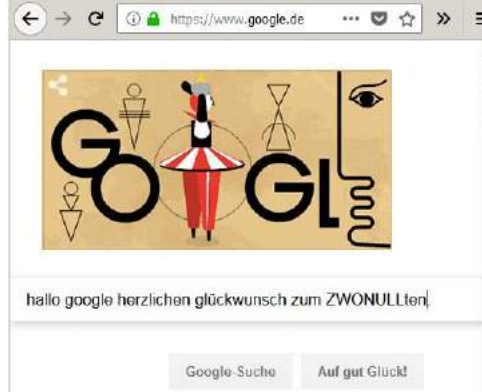 https://www.google.de
GOOGLE
hallo google herzlichen glückwunsch zum ZWONULLten
Google-Suche Auf gut Glück!